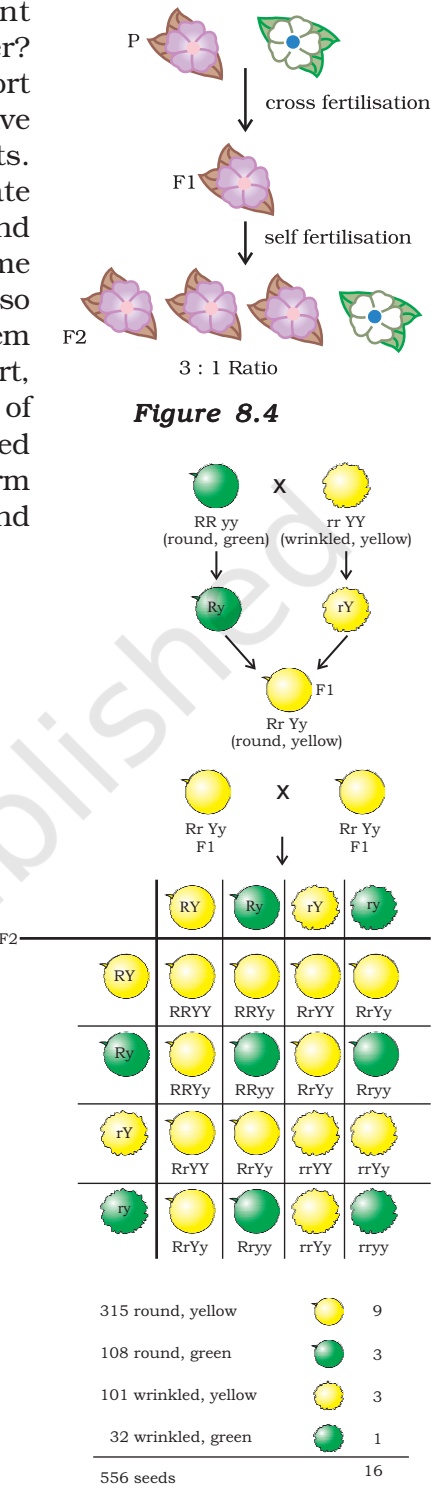 nt
er?
ort
ve
ts.
te
nd
me
so
em
rt,
of
ed
rm
nd
P
cross fertilisation
F1
self fertilisation
F2
3 : 1 Ratio
Figure 8.4
x
RR yy rr YY
(round, green) (wrinkled, yellow)
Ry rY
F1
Rr Yy
(round, yellow)
x
Rr Yy Rr Yy
F1 F1
RY Ry rY ry
F2
RY
RRYY RRYy RrYY RrYy
Ry
RRYy RRyy RrYy Rryy
rY
RrYY RrYy rrYY rrYy
ry
RrYy Rryy rrYy rryy
315 round, yellow 9
108 round, green 3
101 wrinkled, yellow 3
32 wrinkled, green 1
556 seeds 16
blished